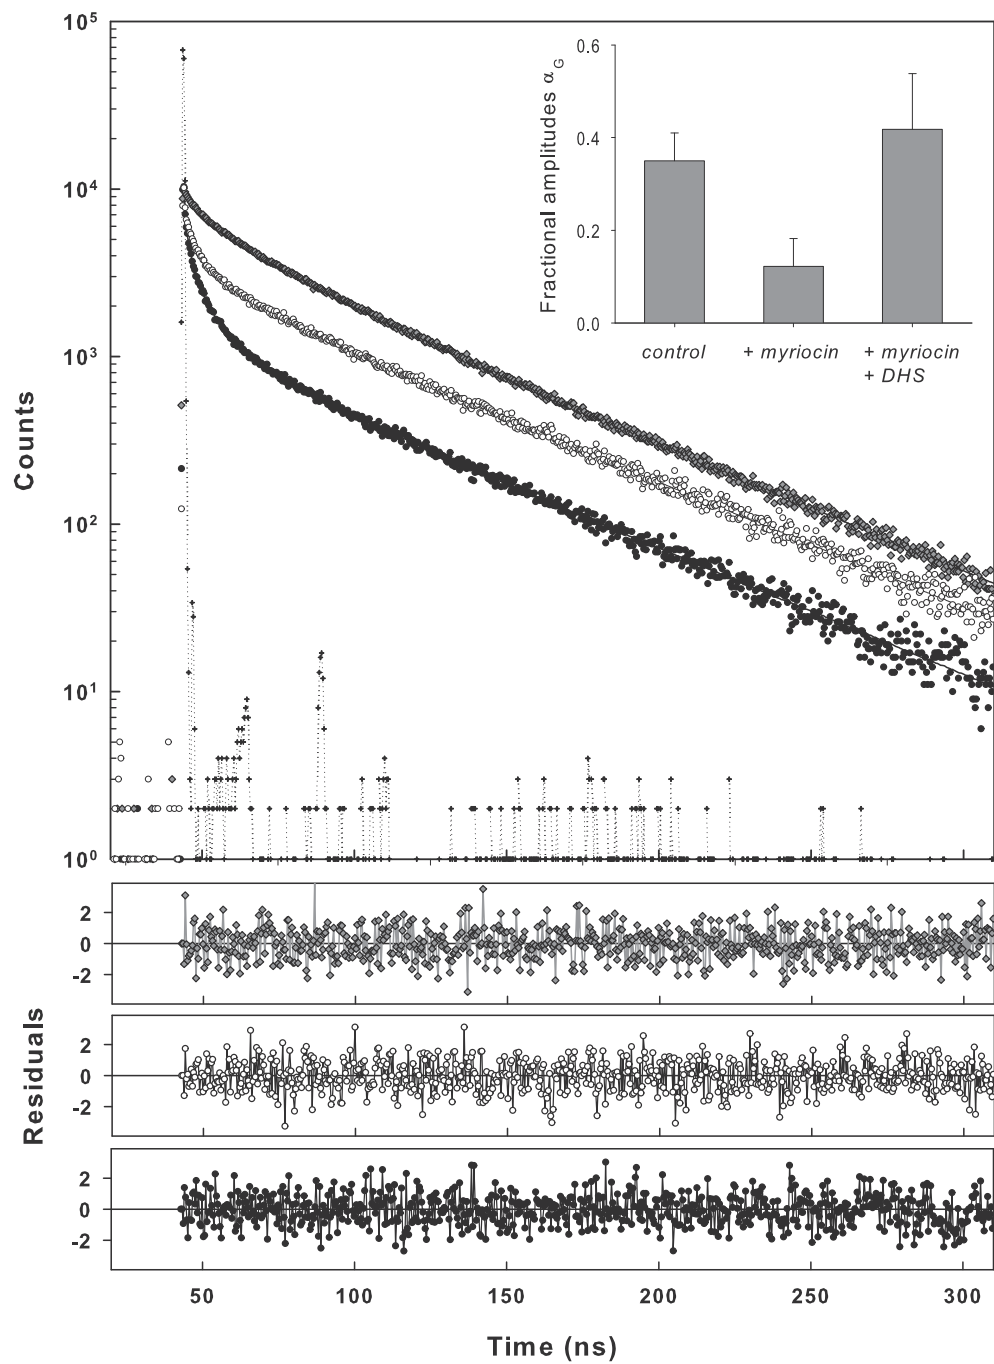 10^5
10^4
10^3
10^2
10^1
10^0
Counts
0.6
0.4
0.2
0.0
Fractional amplitudes α_G
control
+ myriocin
+ myriocin
+ DHS
2
0
-2
2
0
-2
2
0
-2
Residuals
50 100 150 200 250 300
Time (ns)